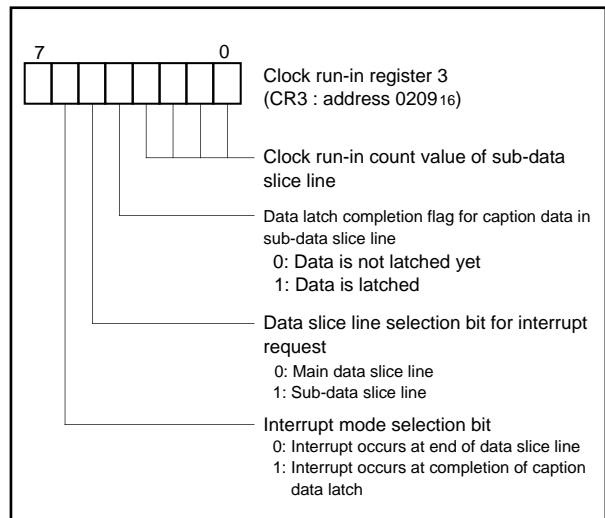 7 0
Clock run-in register 3
(CR3 : address 020916)
Clock run-in count value of sub-data
slice line
Data latch completion flag for caption data in
sub-data slice line
0: Data is not latched yet
1: Data is latched
Data slice line selection bit for interrupt
request
0: Main data slice line
1: Sub-data slice line
Interrupt mode selection bit
0: Interrupt occurs at end of data slice line
1: Interrupt occurs at completion of caption
data latch